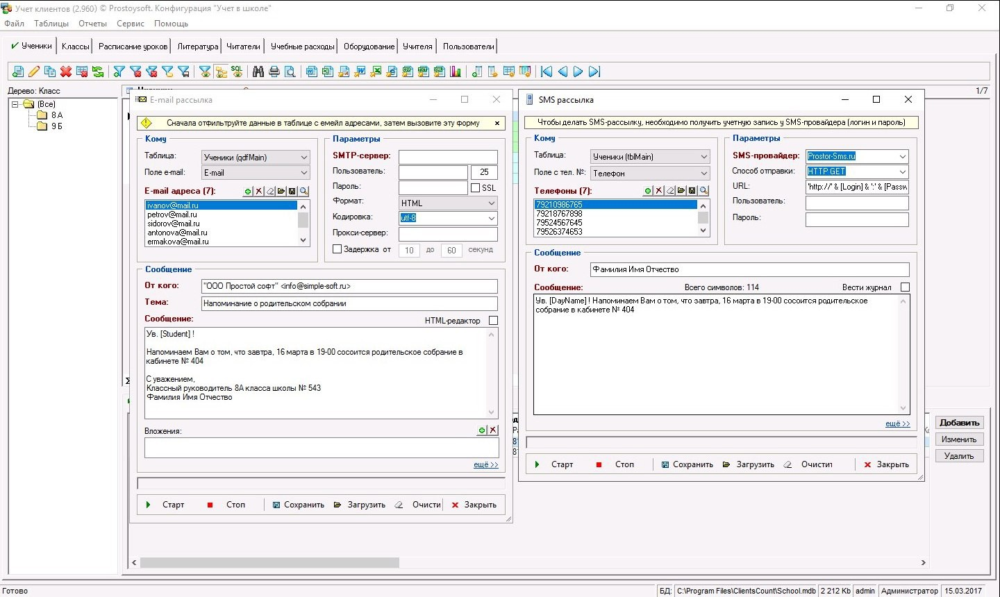 Учет клиентов (2.960) © Prostoysoft. Конфигурация "Учет в школе"
Файл Таблицы Отчеты Сервис Помощь
Ученики Классы Расписание уроков Литература Читатели Учебные расходы Оборудование Учителя Пользователи
SQL
Дерево: Класс
1/7
(Все)
8 А
9 Б
E-mail рассылка
Сначала отфильтруйте данные в таблице с емейл адресами, затем вызовите эту форму
Кому
Таблица: Ученики (qdfMain)
Поле e-mail: E-mail
E-mail адреса (7):
ivanov@mail.ru
petrov@mail.ru
sidorov@mail.ru
antonova@mail.ru
ermakova@mail.ru
Параметры
SMTP-сервер:
Пользователь: 25
Пароль: SSL
Формат: HTML
Кодировка: utf-8
Прокси-сервер:
Задержка от 10 до 60 секунд
Сообщение
От кого: "ООО Простой софт" <info@simple-soft.ru>
Тема: Напоминание о родительском собрании
Сообщение: HTML-редактор
Ув. [Student] !
Напоминаем Вам о том, что завтра, 16 марта в 19-00 сосоится родительское собрание в
кабинете № 404
С уважением,
Классный руководитель 8А класса школы № 543
Фамилия Имя Отчество
Вложения:
ещё >>
Старт Стоп Сохранить Загрузить Очисти Закрыть
SMS рассылка
Чтобы делать SMS-рассылку, необходимо получить учетную запись у SMS-провайдера (логин и пароль)
Кому
Таблица: Ученики (tblMain)
Поле с тел. №: Телефон
Телефоны (7):
79210986765
79218767898
79524567645
79526374653
Параметры
SMS-провайдер: Prostor-Sms.ru
Способ отправки: HTTP GET
URL: 'http://' & [Login] & ':' & [Passw
Пользователь:
Пароль:
Сообщение
От кого: Фамилия Имя Отчество
Сообщение: Всего символов: 114 Вести журнал
Ув. [DayName] ! Напоминаем Вам о том, что завтра, 16 марта в 19-00 сосоится родительское
собрание в кабинете № 404
ещё >>
Старт Стоп Сохранить Загрузить Очистит Закрыть
Добавить
Изменить
Удалить
Готово
БД: C:\Program Files\ClientsCount\School.mdb 2 212 Kb admin Администратор 15.03.2017